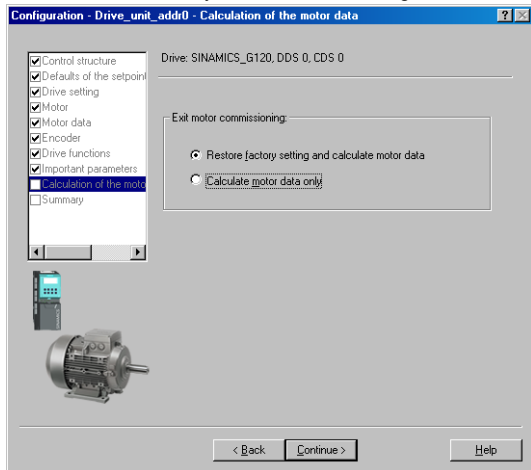 Configuration - Drive_unit_addr0 - Calculation of the motor data
Control structure
Defaults of the setpoint
Drive setting
Motor
Motor data
Encoder
Drive functions
Important parameters
Calculation of the moto
Summary
Drive: SINAMICS_G120, DDS 0, CDS 0
Exit motor commissioning:
Restore factory setting and calculate motor data
Calculate motor data only
< Back
Continue >
Help